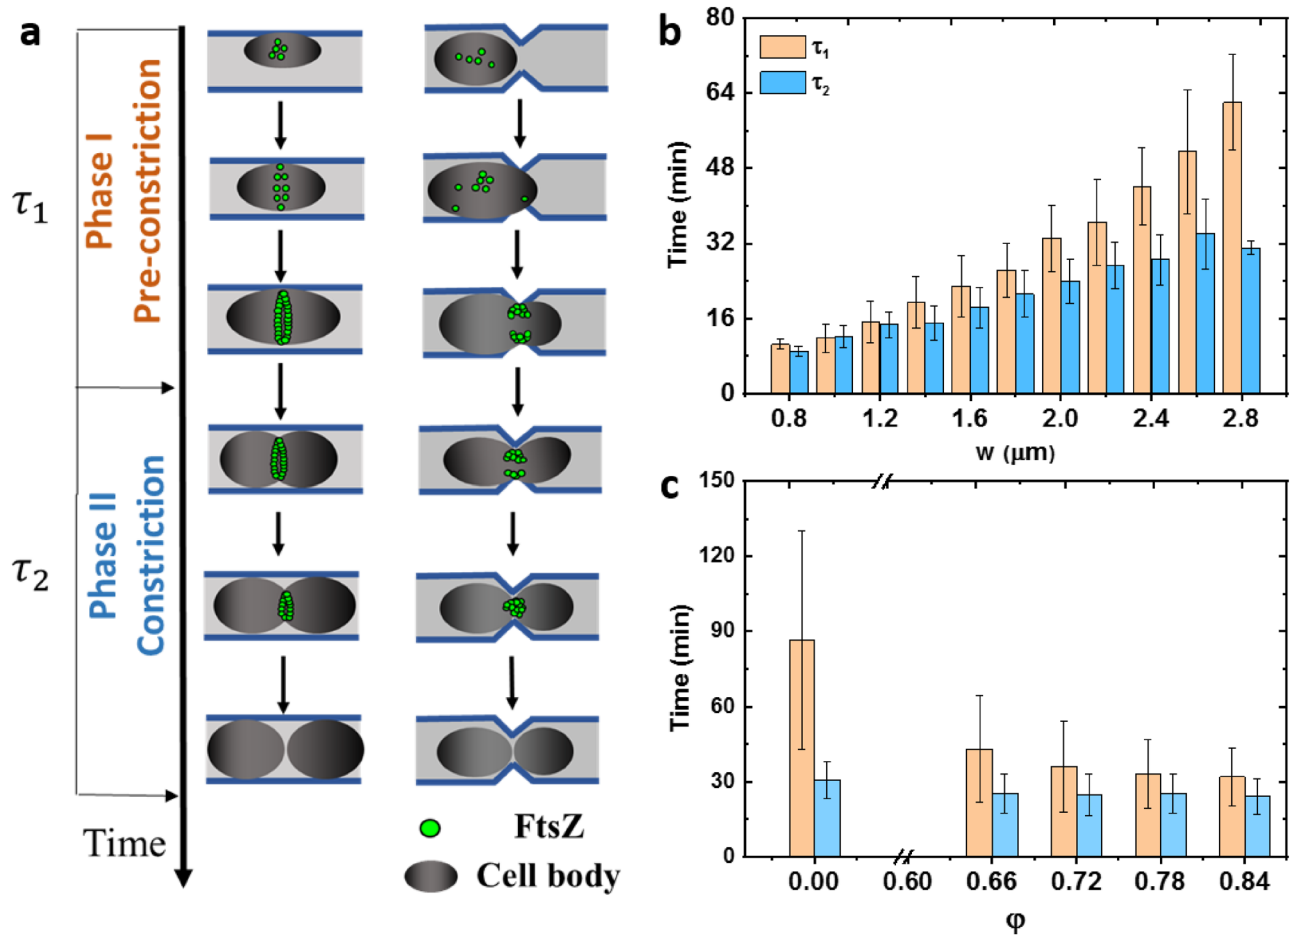 a
Phase I
Pre-constriction
τ1
Phase II
Constriction
τ2
Time
FtsZ
Cell body
b
τ1
τ2
Time (min)
80
64
48
32
16
0
0.8 1.2 1.6 2.0 2.4 2.8
w (μm)
c
Time (min)
150
120
90
60
30
0
0.00 0.60 0.66 0.72 0.78 0.84
φ